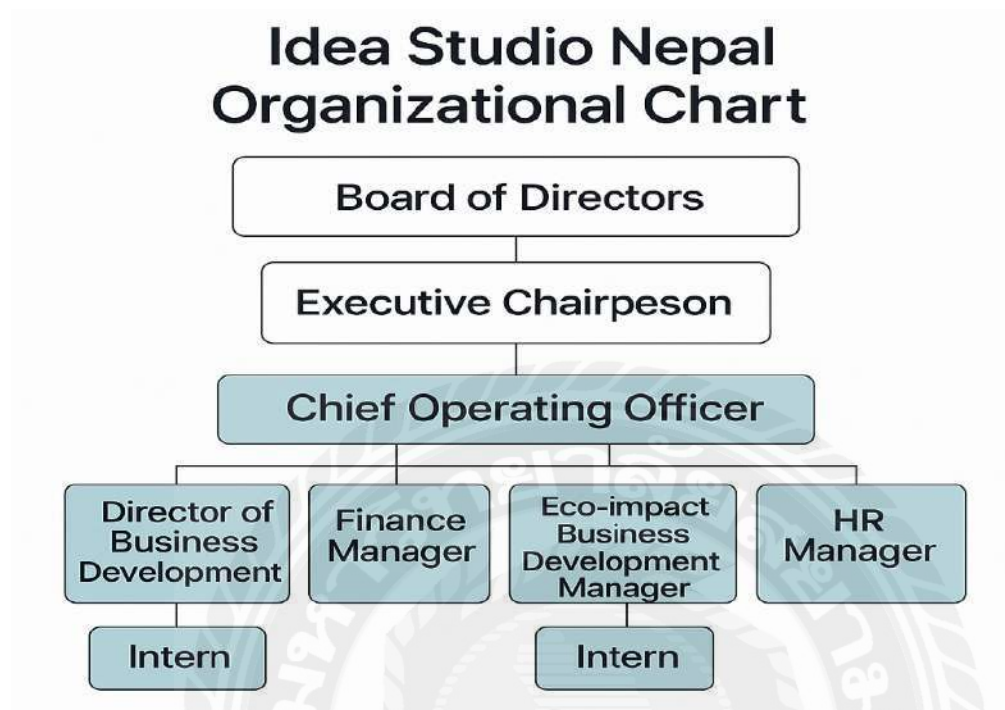 Idea Studio Nepal
Organizational Chart
Board of Directors
Executive Chairpeson
Chief Operating Officer
Director of
Business
Development
Finance
Manager
Eco-impact
Business
Development
Manager
HR
Manager
Intern
Intern